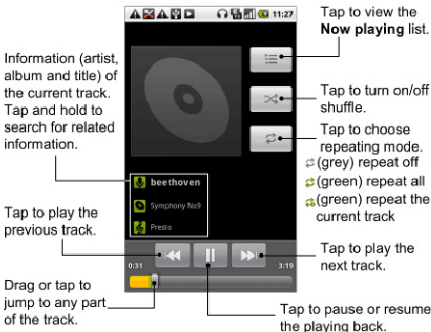 Tap to view the
Now playing list.
Information (artist,
album and title) of
the current track.
Tap and hold to
search for related
information.
11:27
Tap to turn on/off
shuffle.
Tap to choose
repeating mode.
(grey) repeat off
(green) repeat all
(green) repeat the
current track
beethoven
Symphony No9
Presto
Tap to play the
previous track.
Tap to play the
next track.
0:31
3:19
Drag or tap to
jump to any part
of the track.
Tap to pause or resume
the playing back.